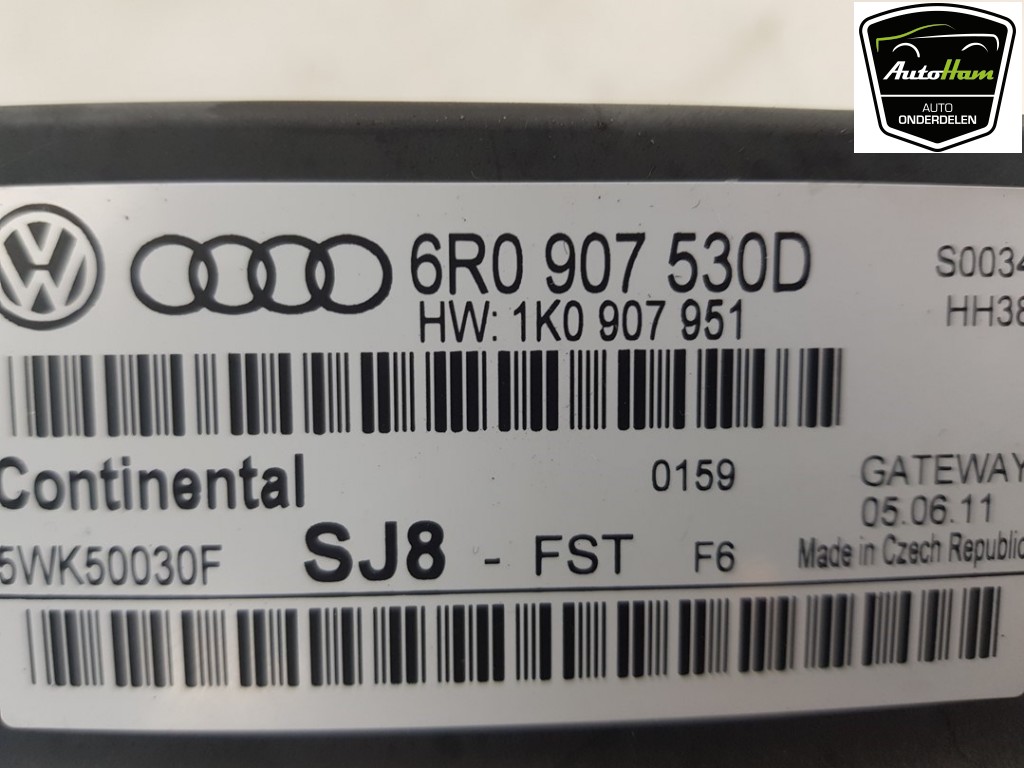 AutoHam
AUTO
ONDERDELEN
6R0 907 530D
HW: 1K0 907 951
S0034
HH38
Continental
0159
GATEWAY
05.06.11
5WK50030F
SJ8 - FST F6
Made in Czech Republic